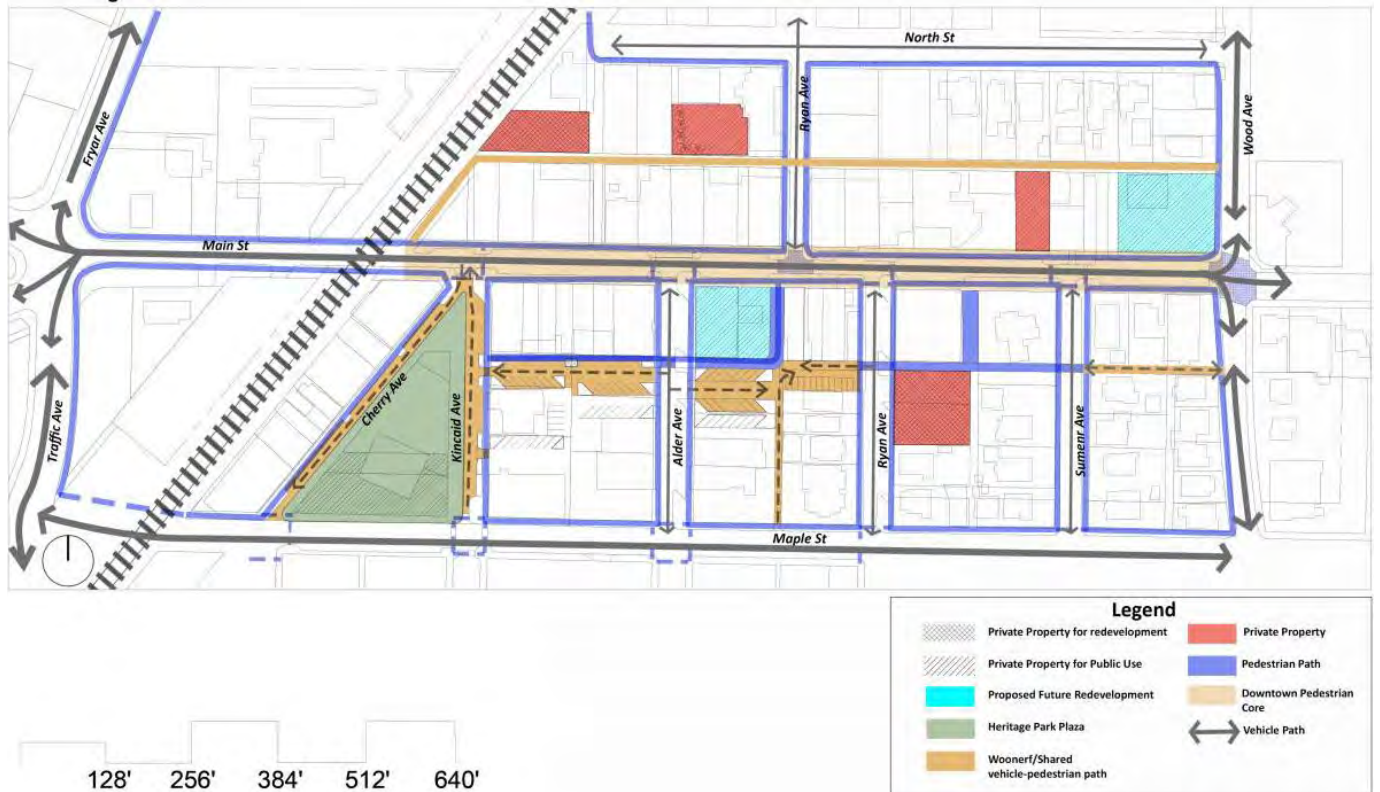 North St
Ryan Ave
Wood Ave
Fryar Ave
Main St
Traffic Ave
Cherry Ave
Kincaid Ave
Alder Ave
Ryan Ave
Sumenr Ave
Maple St
Legend
Private Property for redevelopment
Private Property
Private Property for Public Use
Pedestrian Path
Proposed Future Redevelopment
Downtown Pedestrian
Core
Heritage Park Plaza
Vehicle Path
Woonerf/Shared
vehicle-pedestrian path
128' 256' 384' 512' 640'